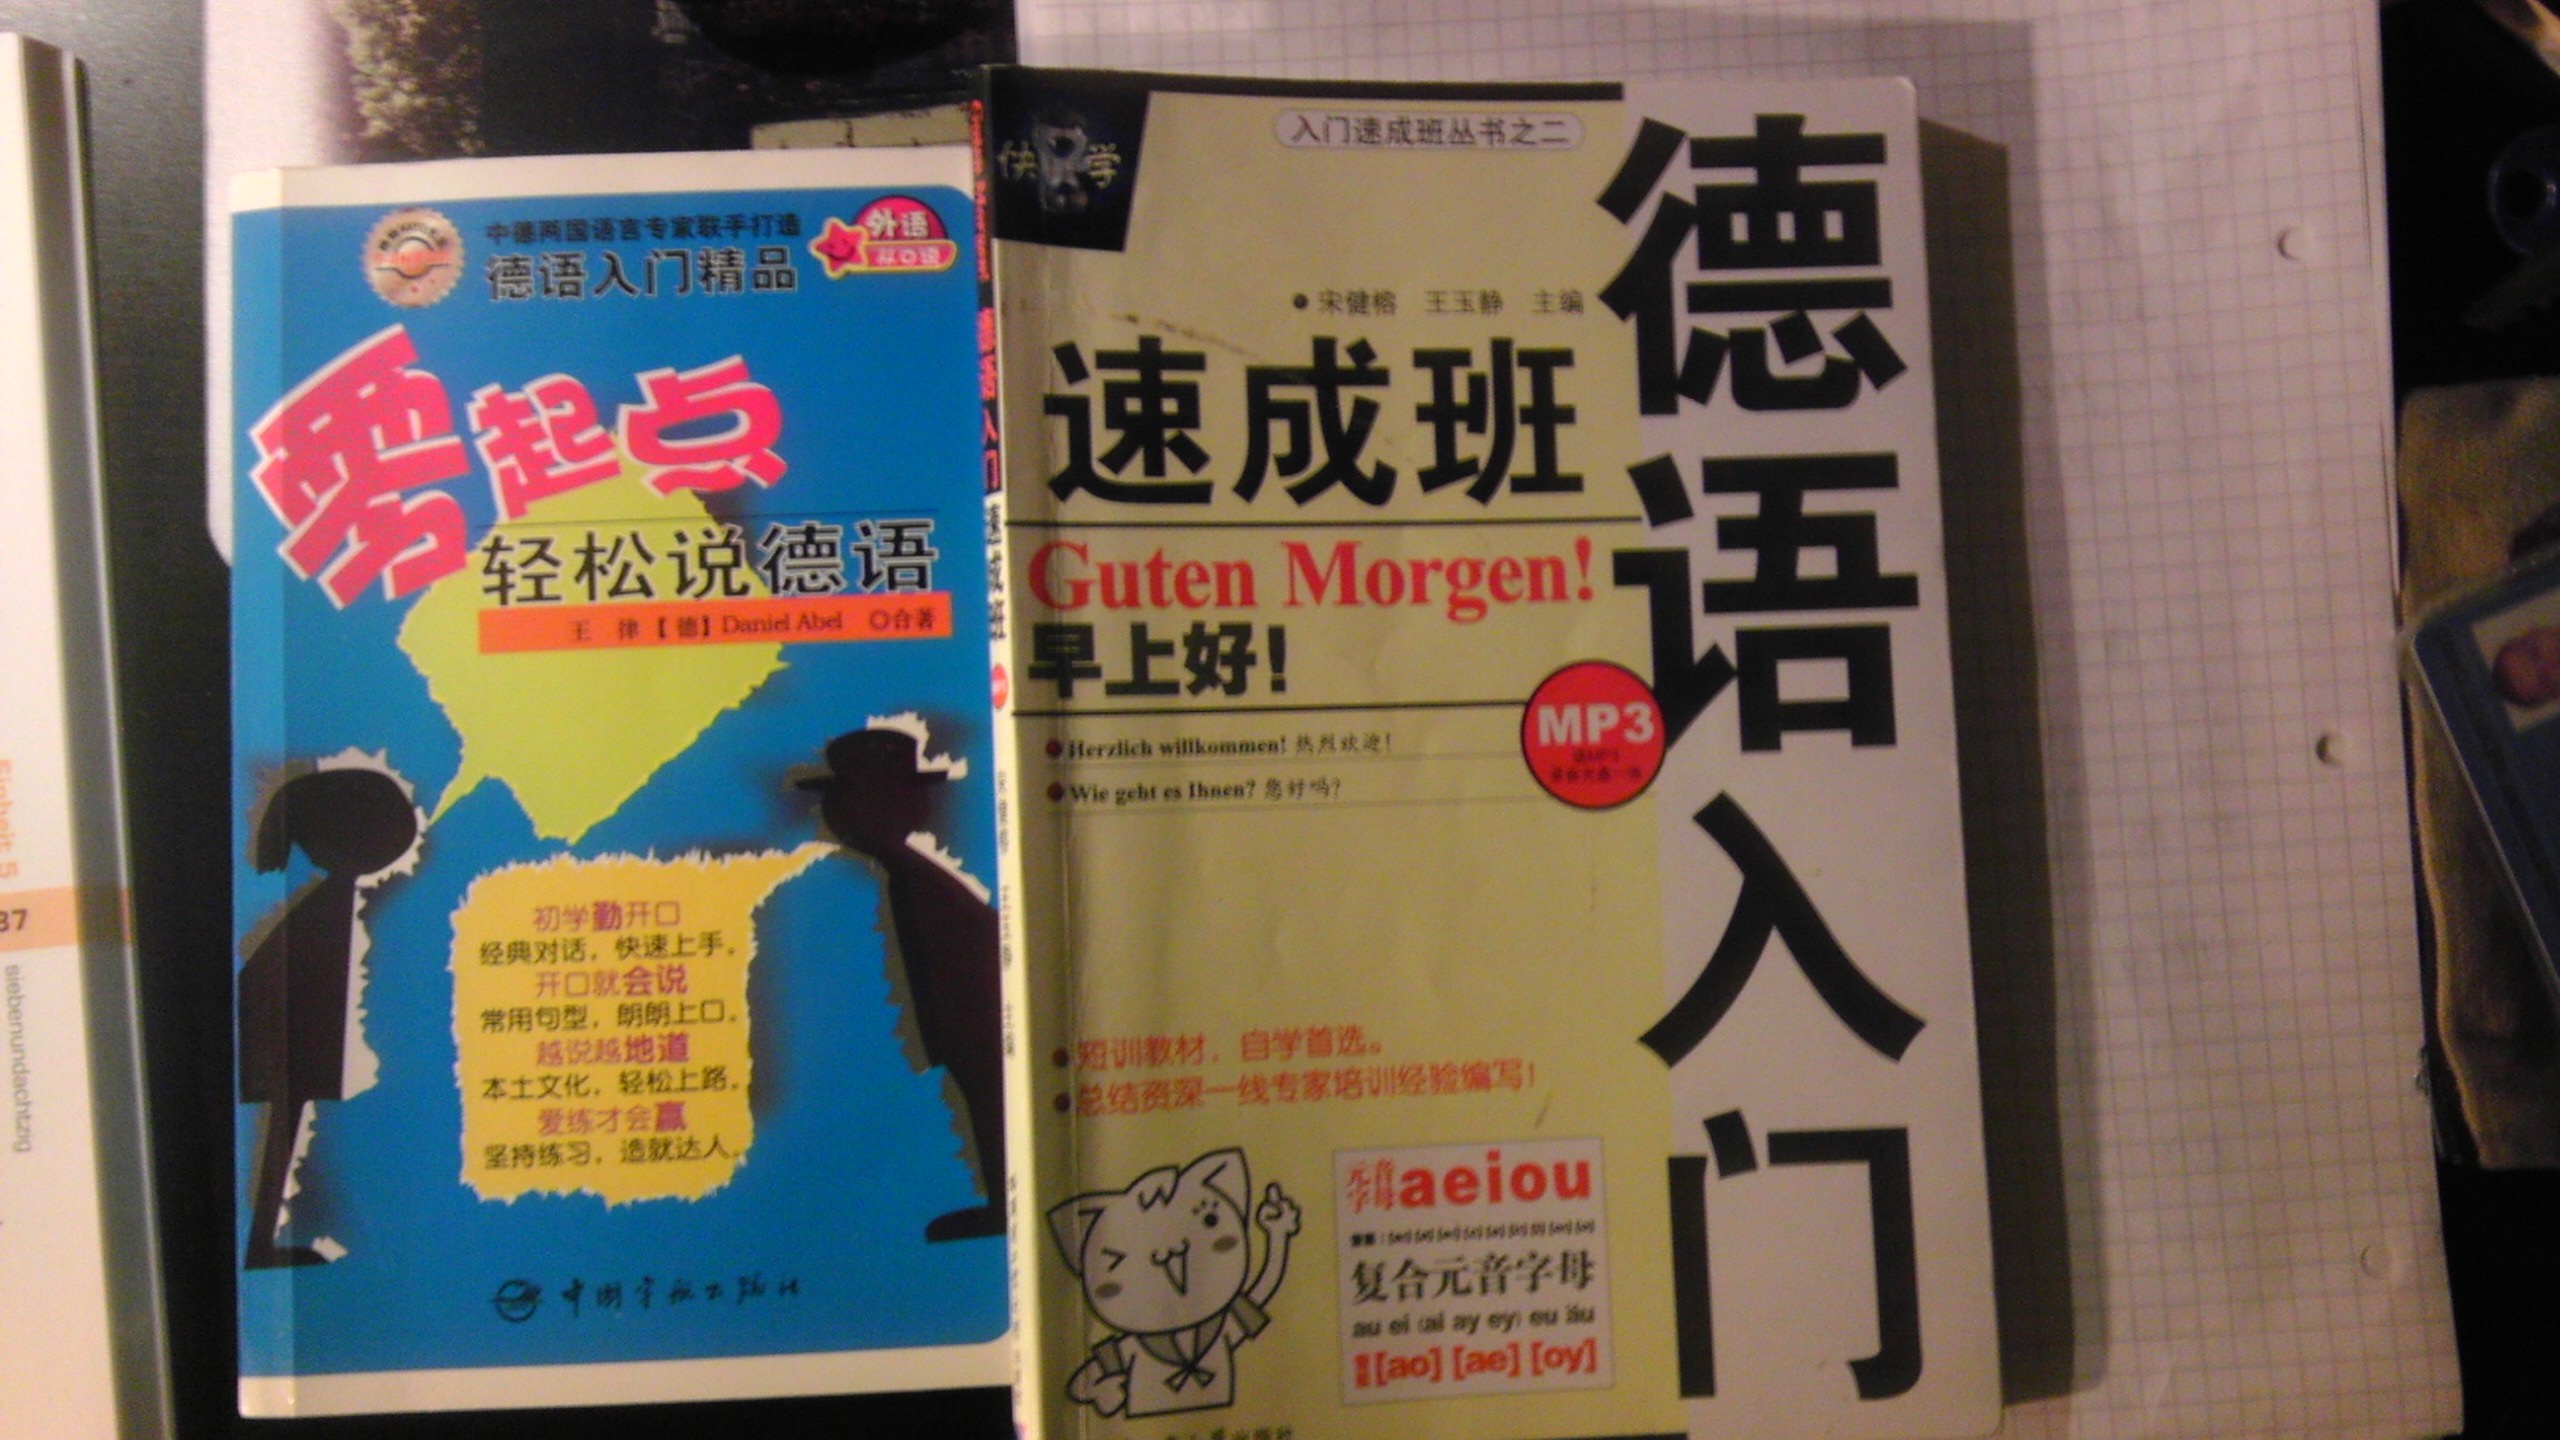 Einheit 5
87
siebenundachtzig
中德两国语言专家联手打造
德语入门精品
外语
从口说
零起点
轻松说德语
王 律【德】Daniel Abel 〇合著
初学勤开口
经典对话，快速上手。
开口就会说
常用句型，朗朗上口。
越说越地道
本土文化，轻松上路。
爱练才会赢
坚持练习，造就达人。
中国宇航出版社
快 学
入门速成班丛书之二
●宋健榕 王玉静 主编
德语入门
速成班
Guten Morgen!
早上好!
●Herzlich willkommen! 热烈欢迎!
●Wie geht es Ihnen? 您好吗?
MP3
●短训教材，自学首选。
●总结资深一线专家培训经验编写!
元音字母 aeiou
复合元音字母
au ei (ai ay ey) eu äu
[ao] [ae] [oy]